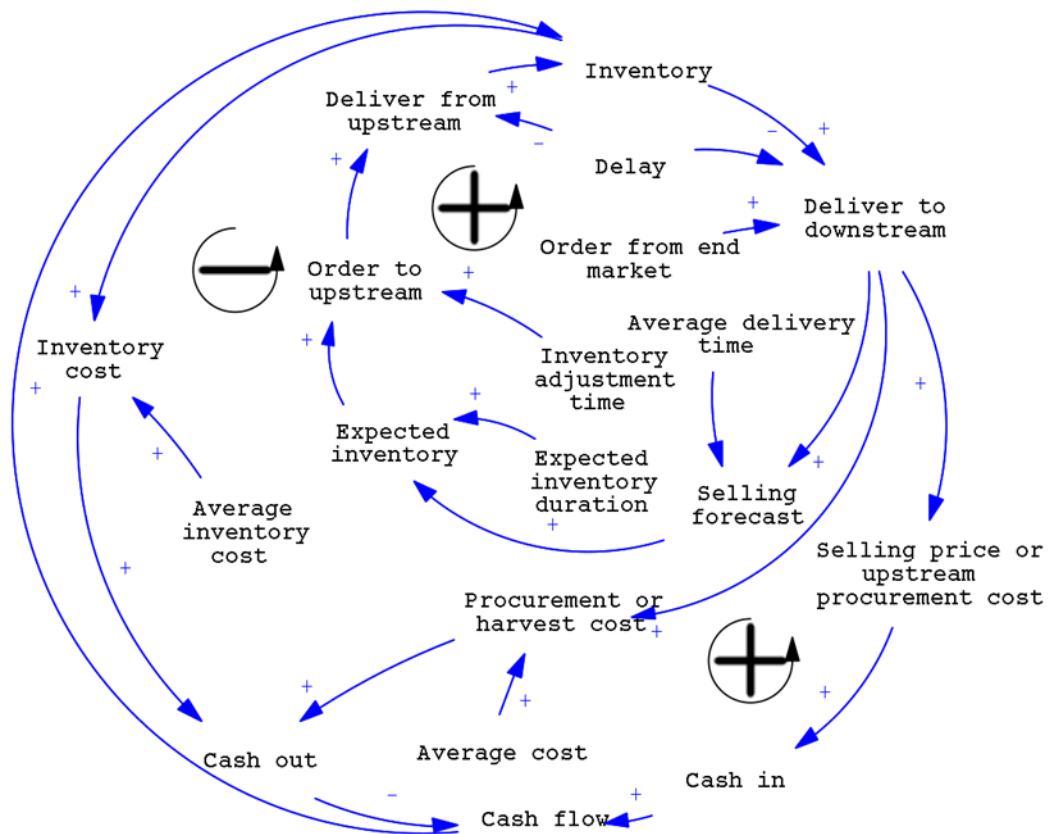 Inventory
Deliver from
upstream
+
+
-
-
+
Delay
+
Deliver to
downstream
+
Order from end
market
Order to
upstream
+
+
Average delivery
time
Inventory
cost
+
+
Inventory
adjustment
time
+
+
Expected
inventory
Expected
inventory
duration
+
+
Selling
forecast
Average
inventory
cost
+
+
Selling price or
upstream
procurement cost
Procurement or
harvest cost
+
+
+
+
Average cost
Cash out
Cash in
-
+
Cash flow